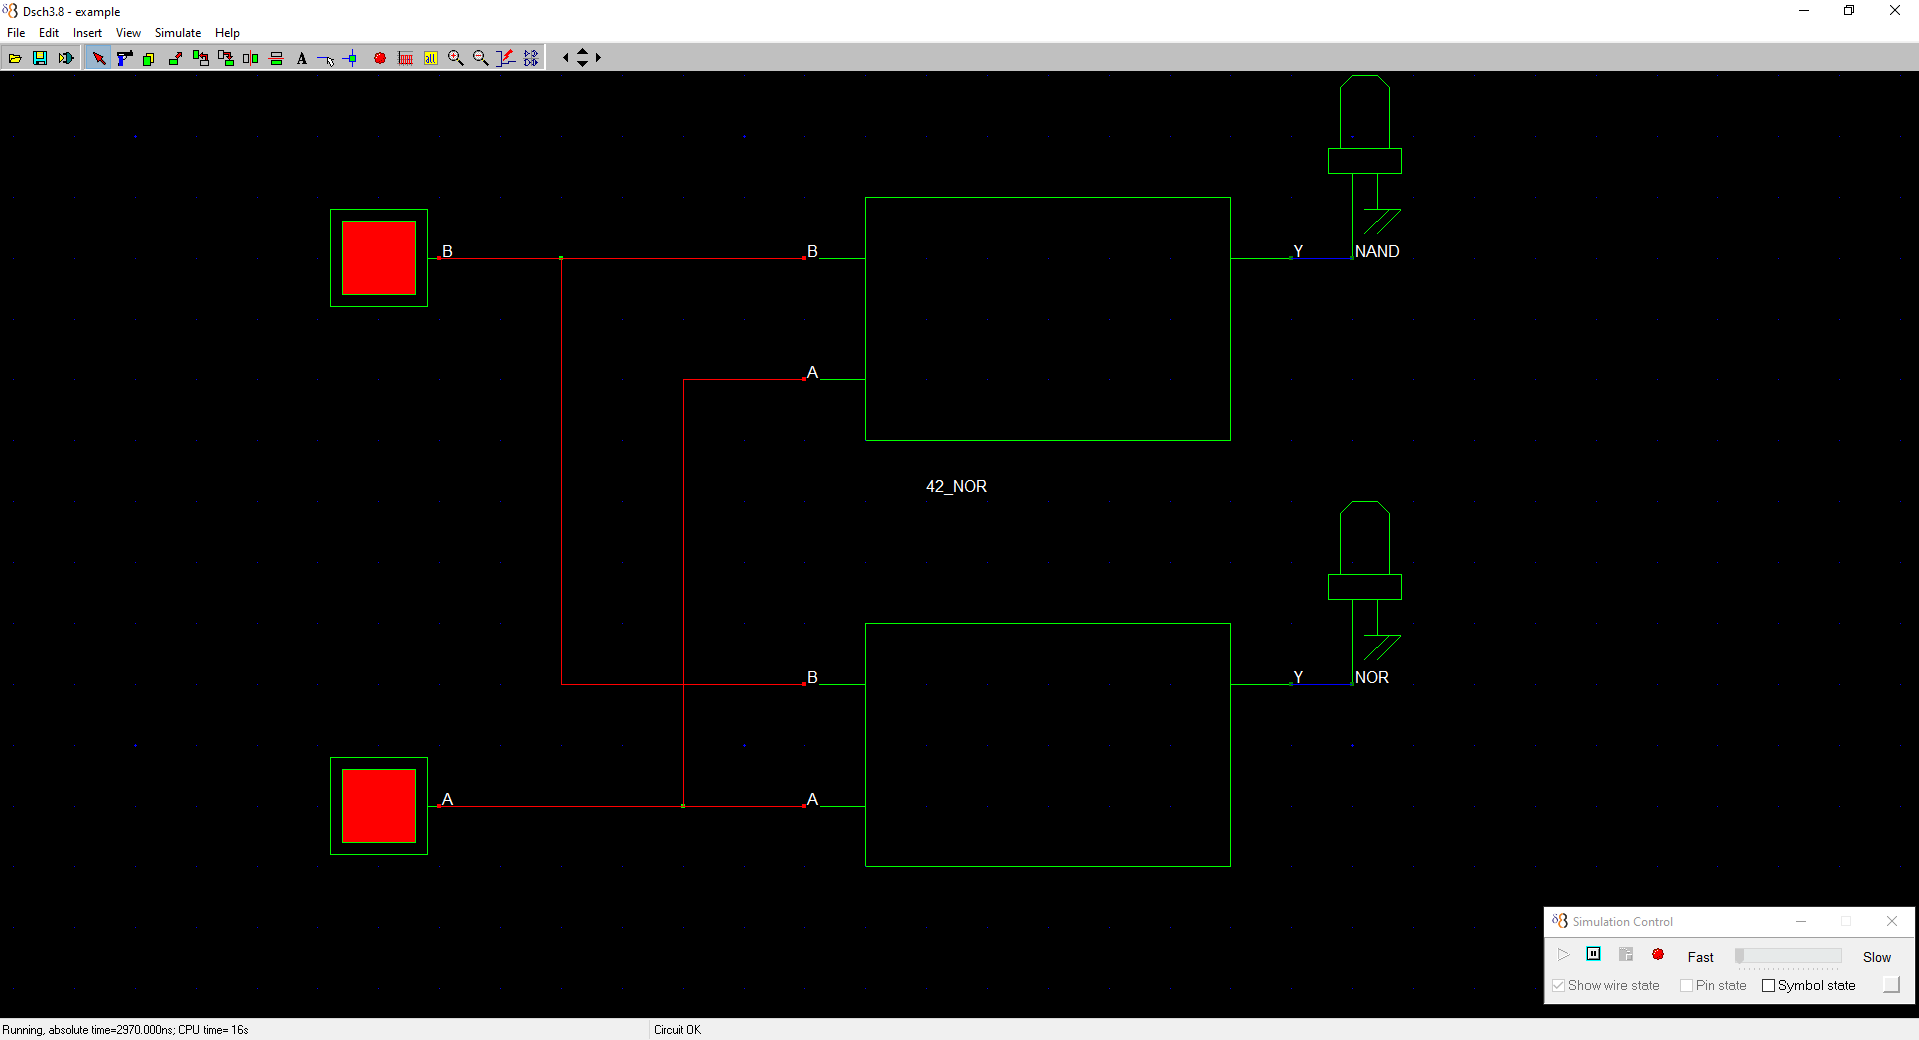 Dsch3.8 - example
File Edit Insert View Simulate Help
A
all
B
B
Y
NAND
A
42_NOR
B
Y
NOR
A
A
Simulation Control
Fast
Slow
Show wire state
Pin state
Symbol state
Running, absolute time=2970.000ns; CPU time= 16s
Circuit OK